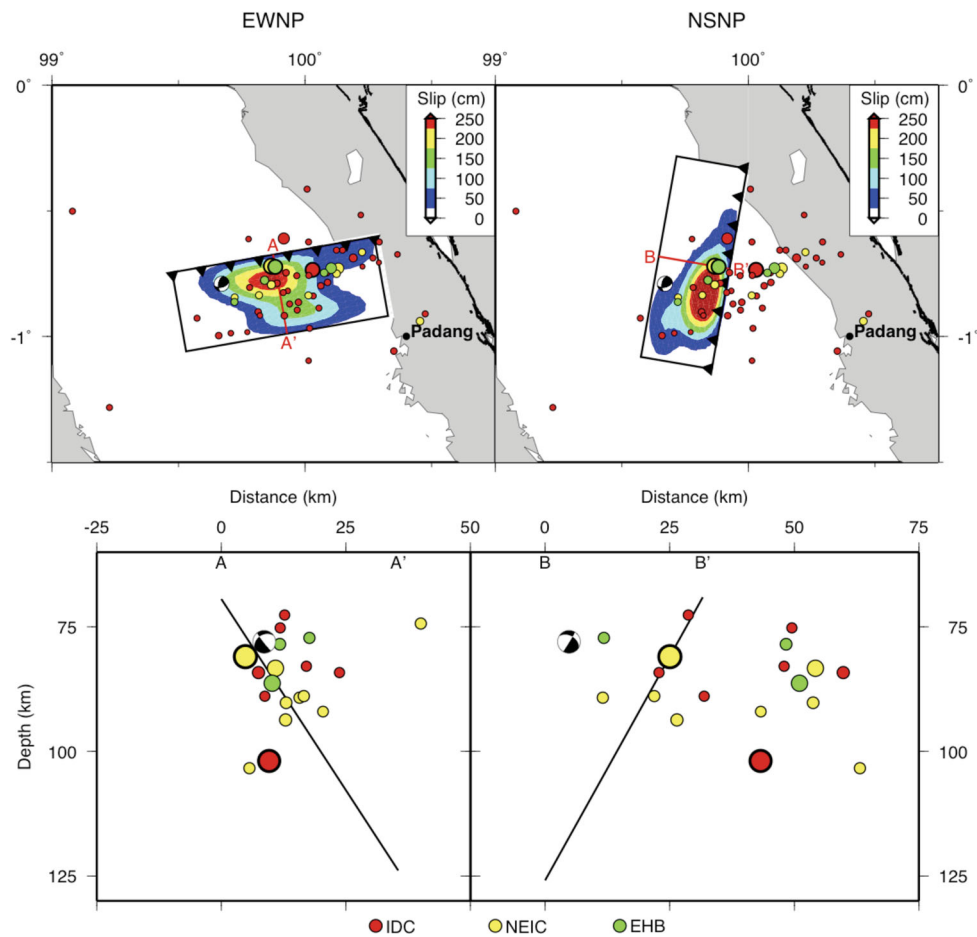 EWNP
NSNP
99° 100° 99° 100°
0° 0°
Slip (cm)
250
200
150
100
50
0
Slip (cm)
250
200
150
100
50
0
A
A'
B
B'
Padang
Padang
-1° -1°
Distance (km) Distance (km)
-25 0 25 50 0 25 50 75
A A' B B'
Depth (km)
75 75
100 100
125 125
IDC NEIC EHB